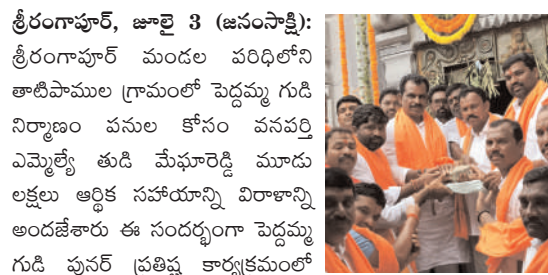 శ్రీరంగాపూర్, జూలై 3 (జనంసాక్షి):
శ్రీరంగాపూర్ మండల పరిధిలోని
తాటిపాముల గ్రామంలో పెద్దమ్మ గుడి
నిర్మాణం పనుల కోసం వనపర్తి
ఎమ్మెల్యే తుడి మేఘారెడ్డి మూడు
లక్షలు ఆర్థిక సహాయాన్ని విరాళాన్ని
అందజేశారు ఈ సందర్భంగా పెద్దమ్మ
గుడి పునర్ ప్రతిష్ఠ కార్యక్రమంలో